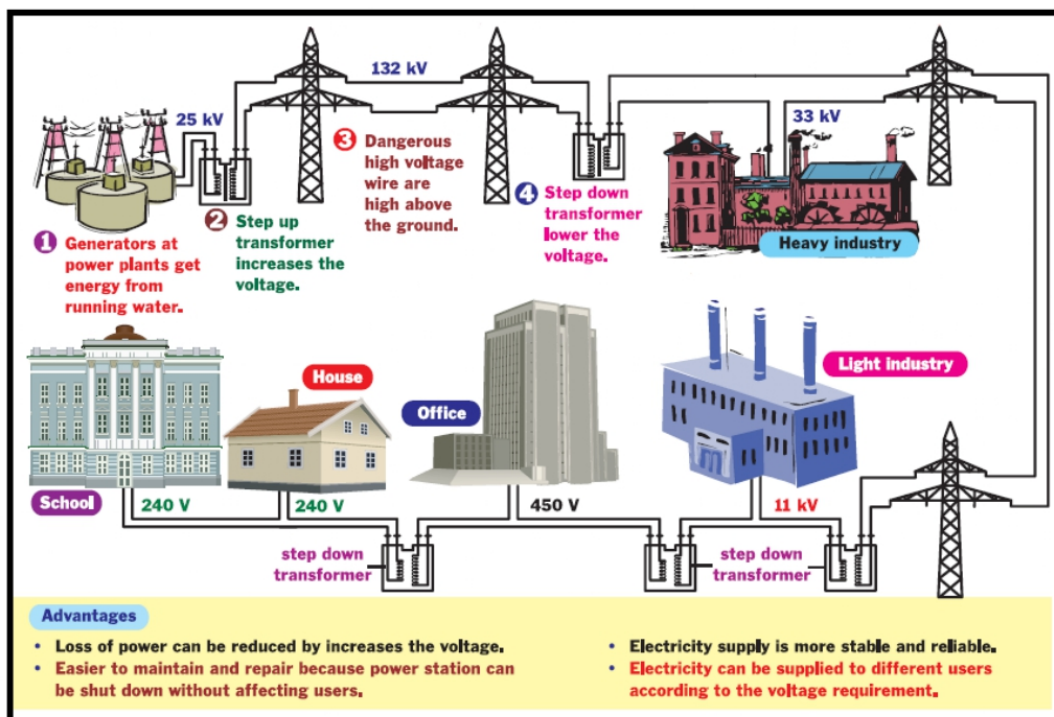 132 kV
25 kV
33 kV
3 Dangerous
high voltage
wire are
high above
the ground.
4 Step down
transformer
lower the
voltage.
2 Step up
transformer
increases the
voltage.
1 Generators at
power plants get
energy from
running water.
Heavy industry
House
Office
Light industry
School
240 V
240 V
450 V
11 kV
step down
transformer
step down
transformer
Advantages
• Loss of power can be reduced by increases the voltage.
• Easier to maintain and repair because power station can
be shut down without affecting users.
• Electricity supply is more stable and reliable.
• Electricity can be supplied to different users
according to the voltage requirement.